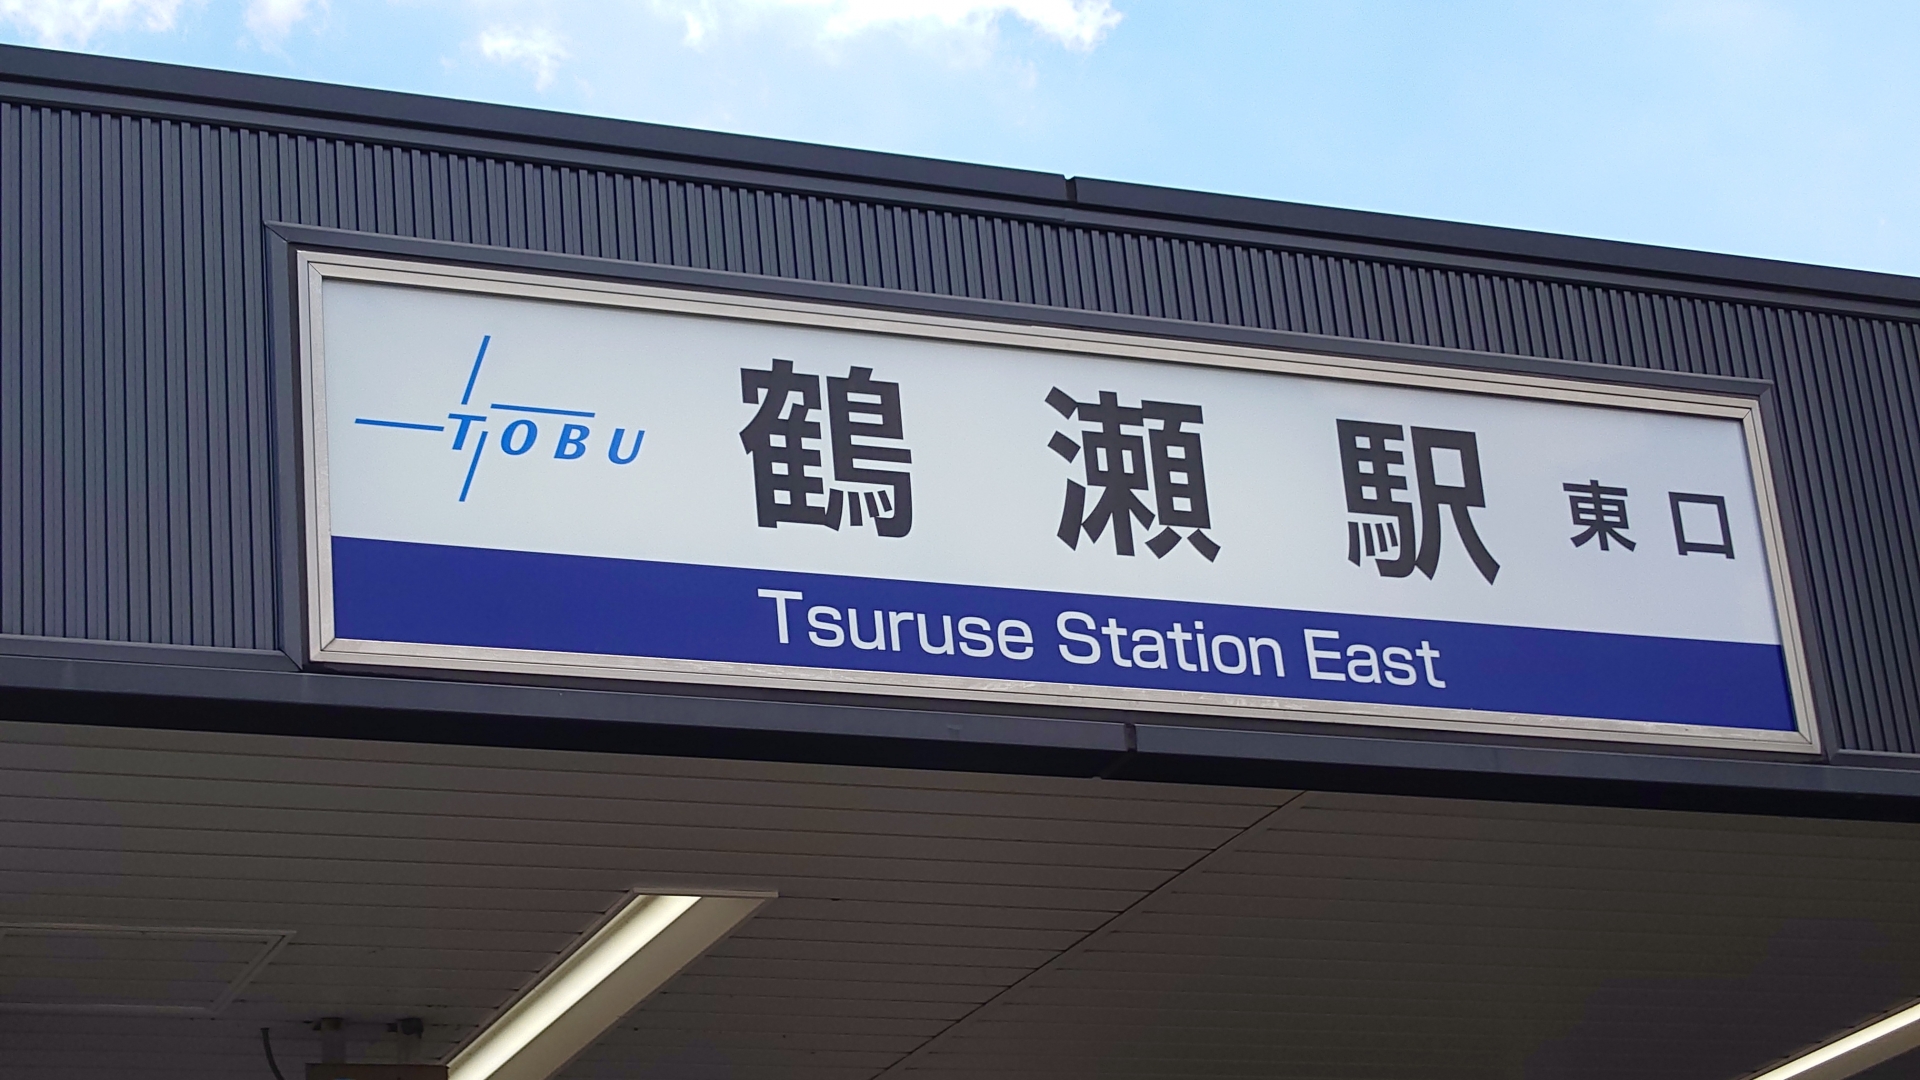 TOBU 鶴瀬駅 東口
Tsuruse Station East